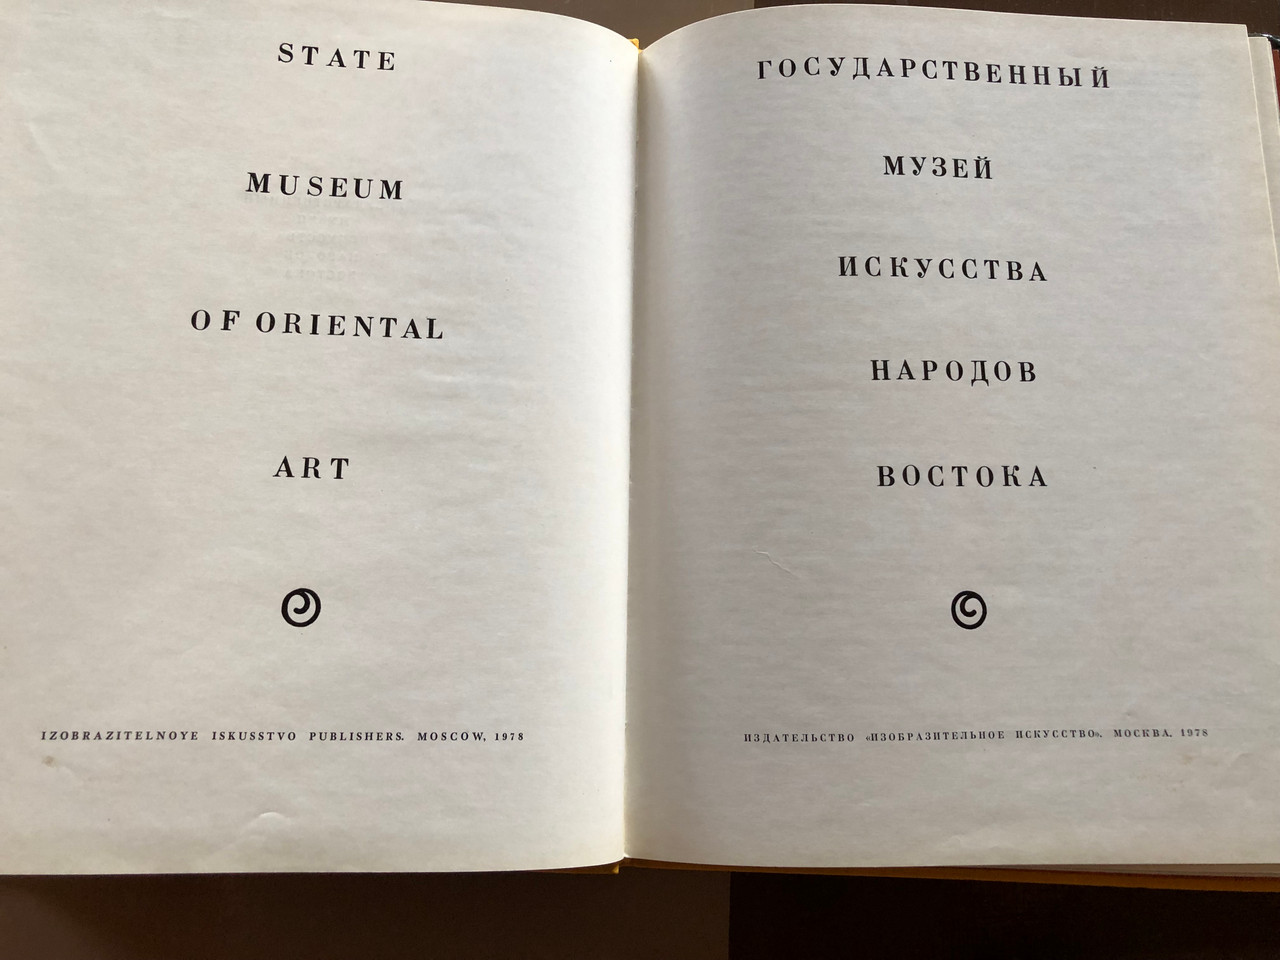 STATE
MUSEUM
OF ORIENTAL
ART
IZOBRAZITELNOYE ISKUSSTVO PUBLISHERS. MOSCOW, 1978
ГОСУДАРСТВЕННЫЙ
МУЗЕЙ
ИСКУССТВА
НАРОДОВ
ВОСТОКА
ИЗДАТЕЛЬСТВО «ИЗОБРАЗИТЕЛЬНОЕ ИСКУССТВО». МОСКВА. 1978